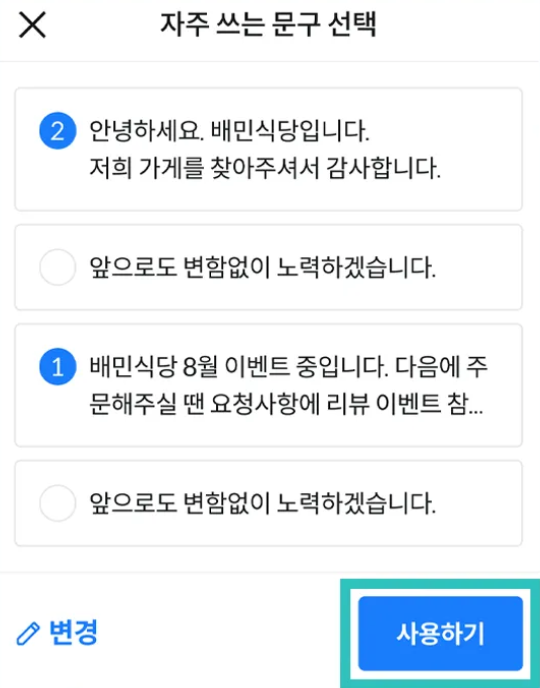 자주 쓰는 문구 선택
2 안녕하세요. 배민식당입니다.
저희 가게를 찾아주셔서 감사합니다.
앞으로도 변함없이 노력하겠습니다.
1 배민식당 8월 이벤트 중입니다. 다음에 주
문해주실 땐 요청사항에 리뷰 이벤트 참...
앞으로도 변함없이 노력하겠습니다.
변경
사용하기